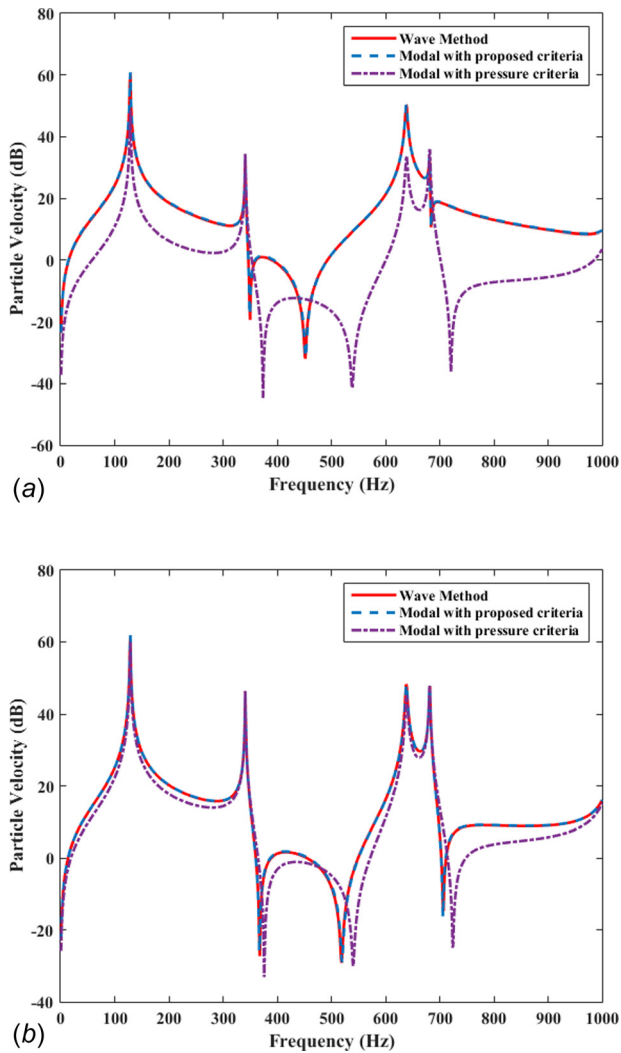 80
Wave Method
Modal with proposed criteria
Modal with pressure criteria
60
40
20
0
-20
-40
-60
Particle Velocity (dB)
0 100 200 300 400 500 600 700 800 900 1000
Frequency (Hz)
(a)
80
Wave Method
Modal with proposed criteria
Modal with pressure criteria
60
40
20
0
-20
-40
Particle Velocity (dB)
0 100 200 300 400 500 600 700 800 900 1000
Frequency (Hz)
(b)